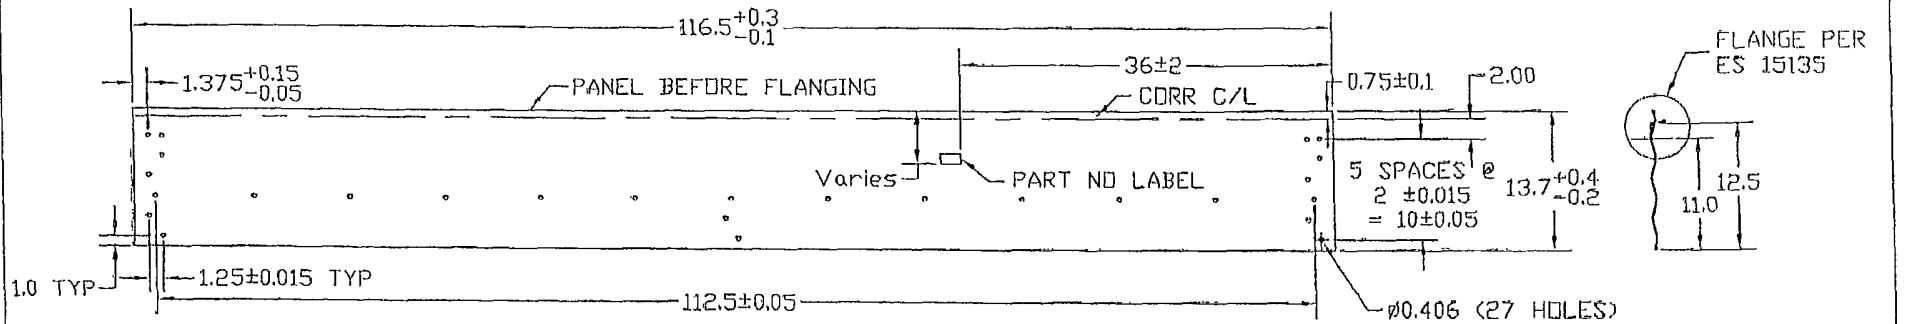 116.5+0.3
-0.1
FLANGE PER
ES 15135
1.375+0.15
-0.05
PANEL BEFORE FLANGING
36±2
CORR C/L
0.75±0.1
2.00
Varies
PART NO LABEL
5 SPACES @
2 ±0.015
= 10±0.05
13.7+0.4
-0.2
12.5
11.0
1.0 TYP
1.25±0.015 TYP
112.5±0.05
ø0.406 (27 HOLES)